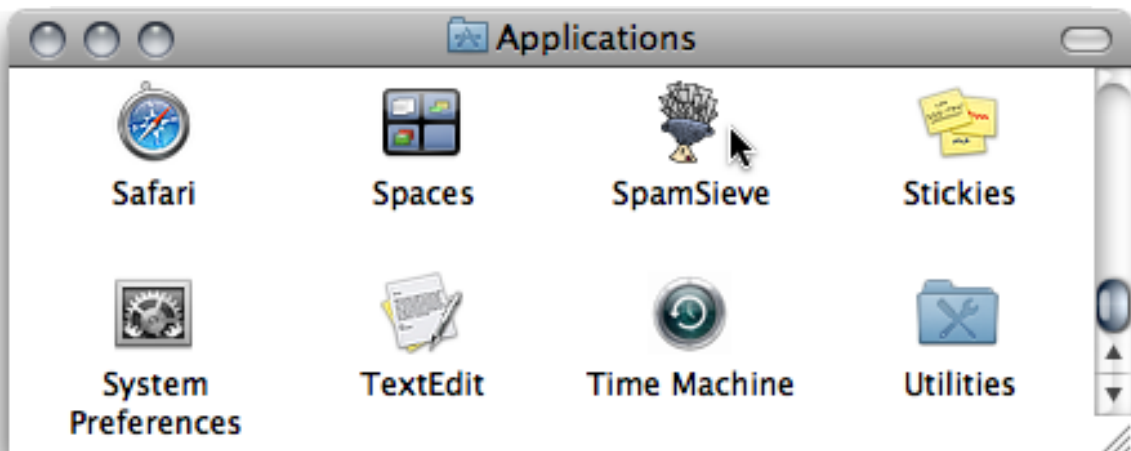 Applications
Safari
Spaces
SpamSieve
Stickies
System
Preferences
TextEdit
Time Machine
Utilities